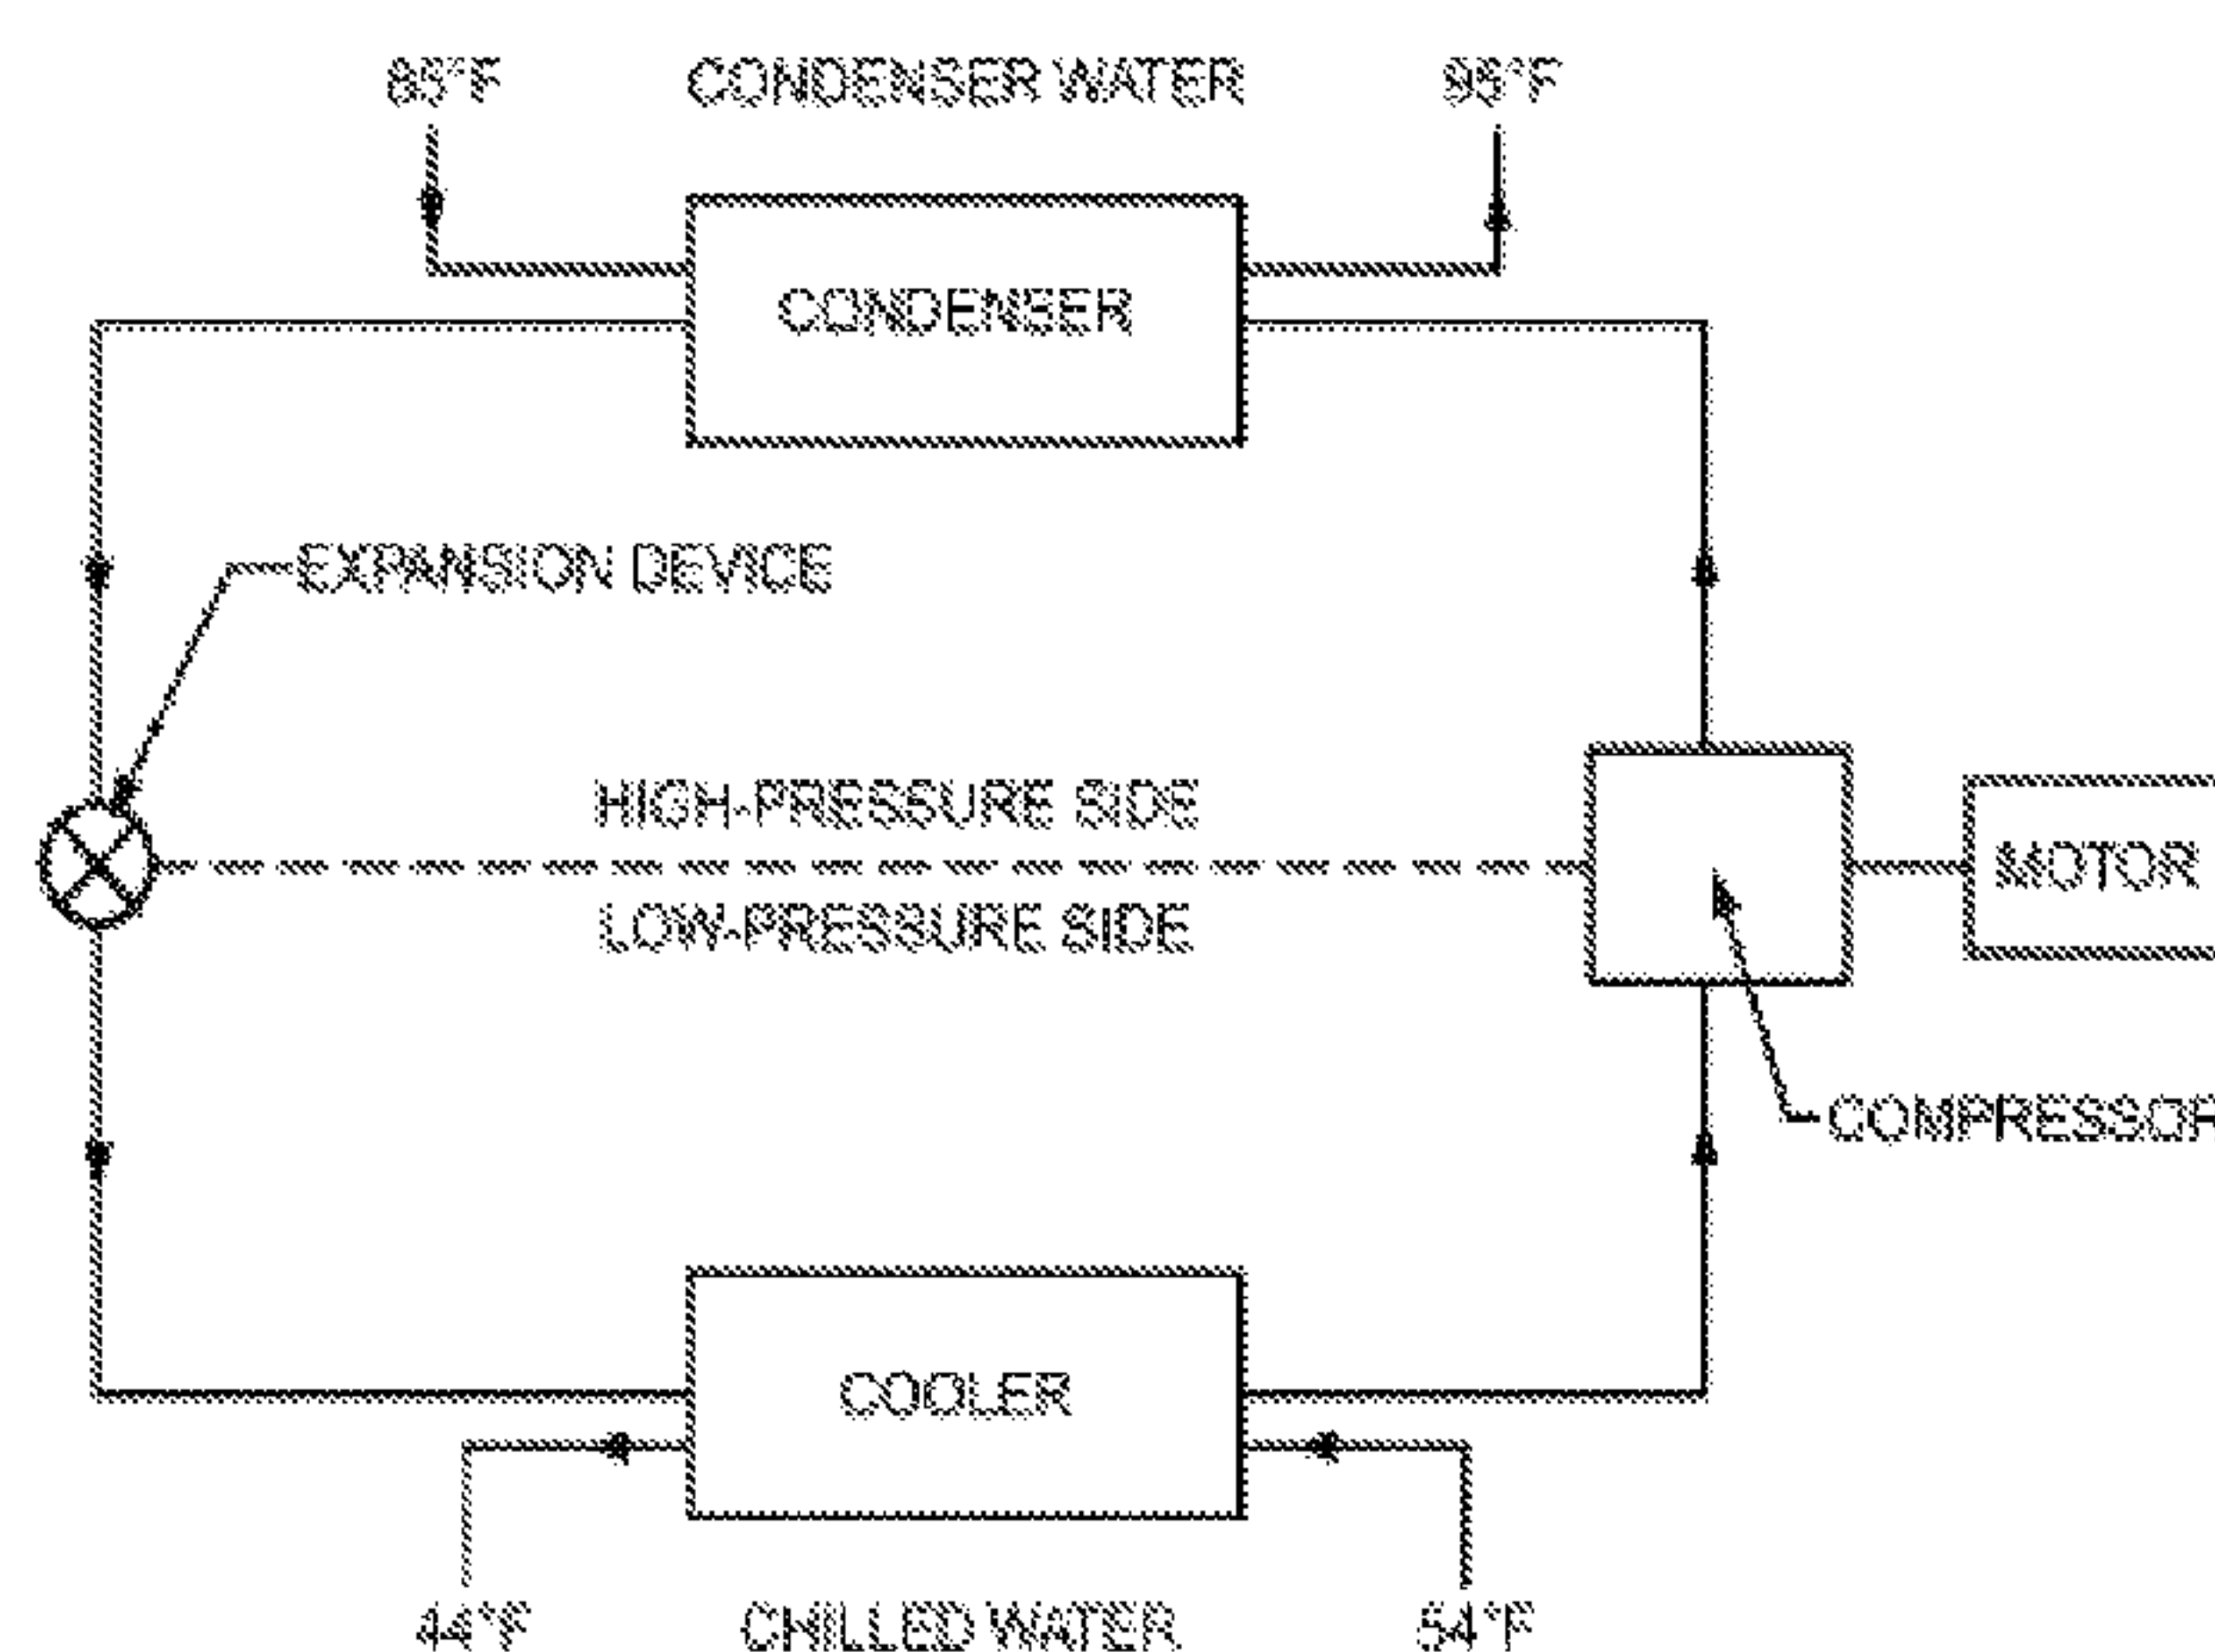 85°F CONDENSER WATER 95°F
CONDENSER
EXPANSION DEVICE
HIGH-PRESSURE SIDE
MOTOR
LOW-PRESSURE SIDE
COMPRESSOR
COOLER
44°F CHILLED WATER 54°F